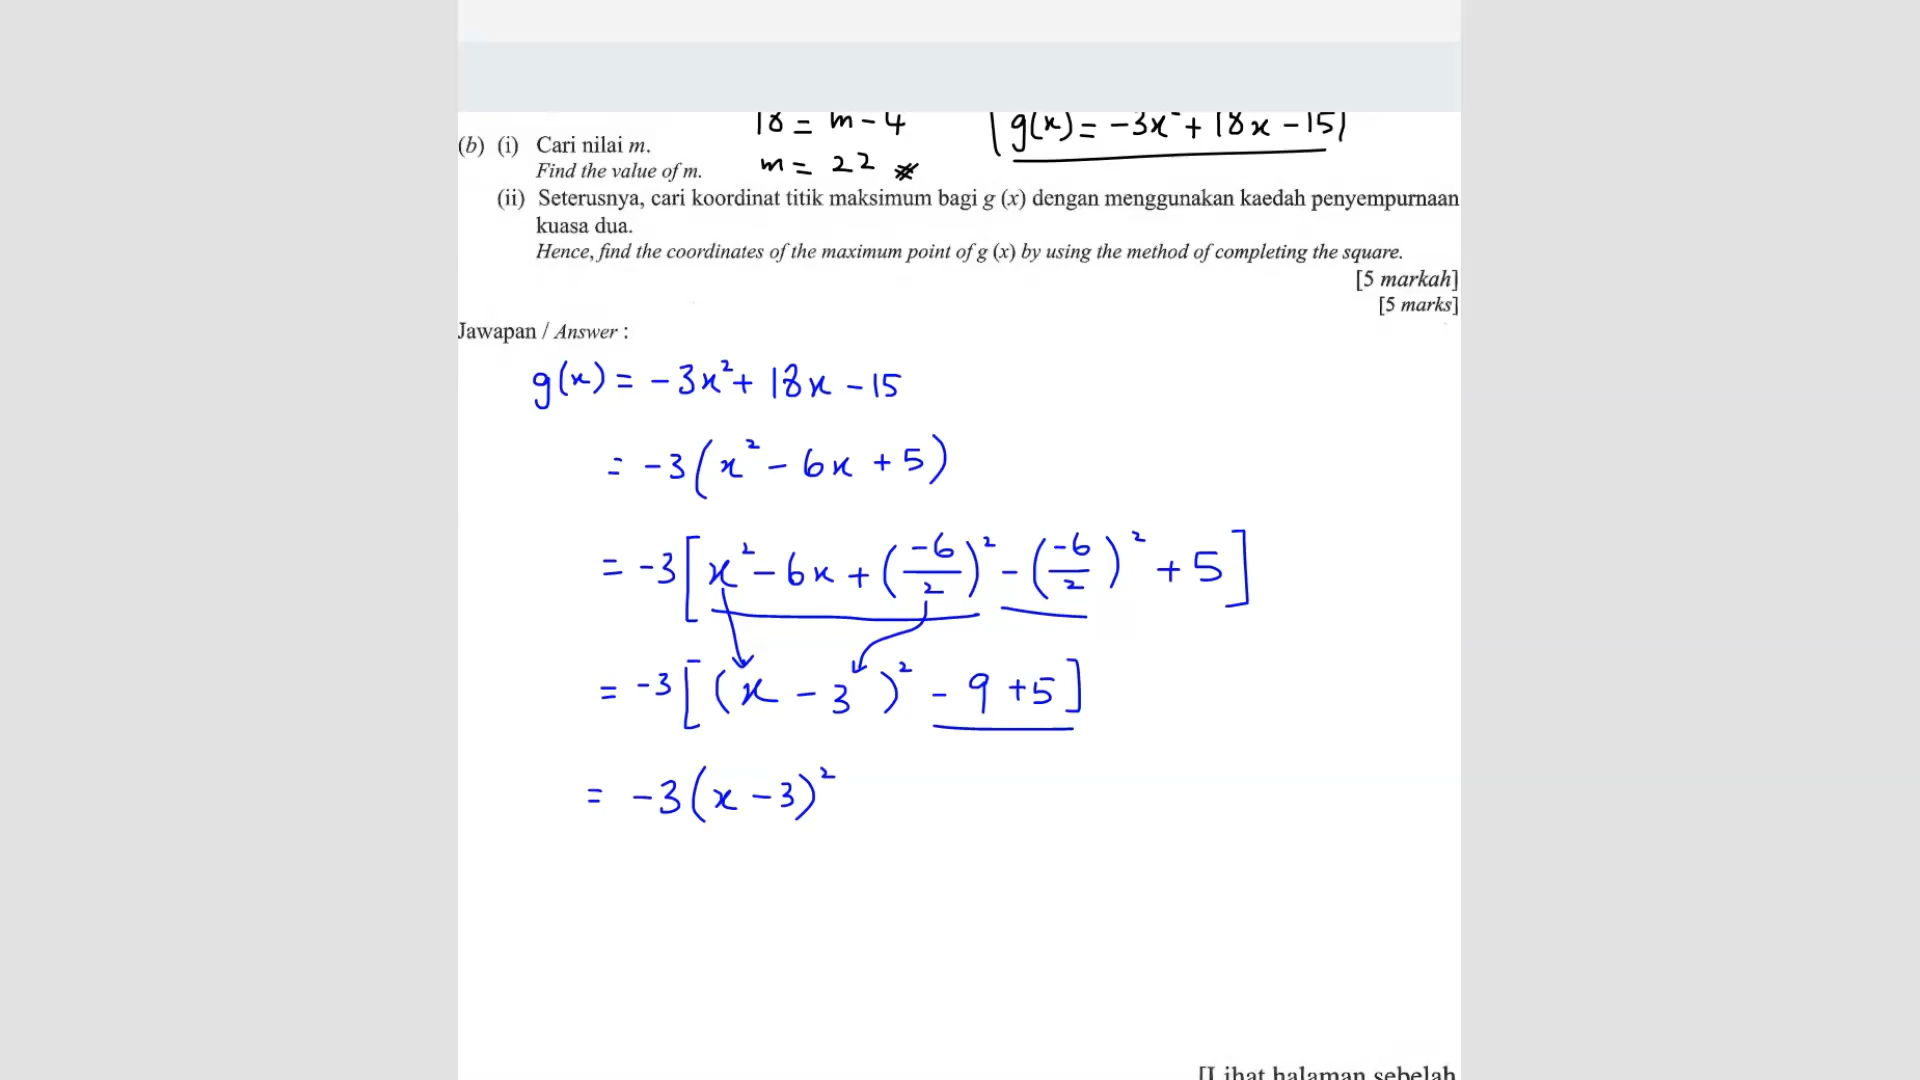 18 = m - 4
g(x) = -3x² + 18x - 15
(b) (i) Cari nilai m.
Find the value of m.
m = 22 *
(ii) Seterusnya, cari koordinat titik maksimum bagi g (x) dengan menggunakan kaedah penyempurnaan
kuasa dua.
Hence, find the coordinates of the maximum point of g (x) by using the method of completing the square.
[5 markah]
[5 marks]
Jawapan / Answer :
g(x) = -3x² + 18x - 15
= -3(x² - 6x + 5)
= -3[x² - 6x + (-6/2)² - (-6/2)² + 5]
= -3[(x - 3)² - 9 + 5]
= -3(x - 3)²
[Lihat halaman sebelah